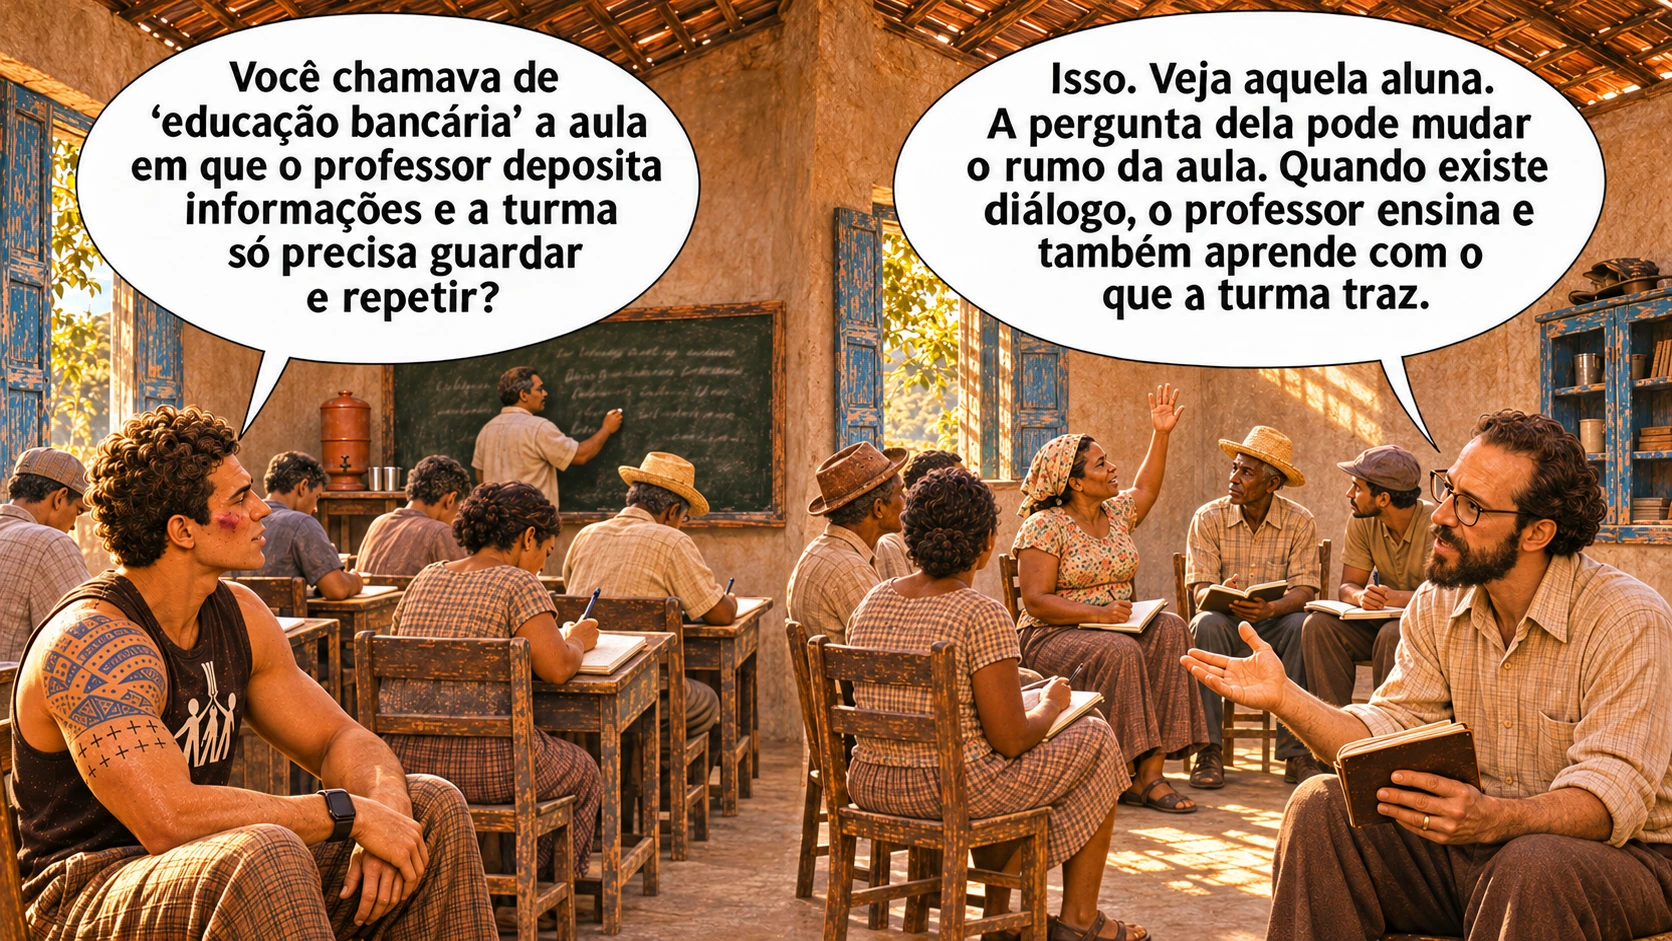 Você chamava de
‘educação bancária’ a aula
em que o professor deposita
informações e a turma
só precisa guardar
e repetir?
Isso. Veja aquela aluna.
A pergunta dela pode mudar
o rumo da aula. Quando existe
diálogo, o professor ensina e
também aprende com o
que a turma traz.